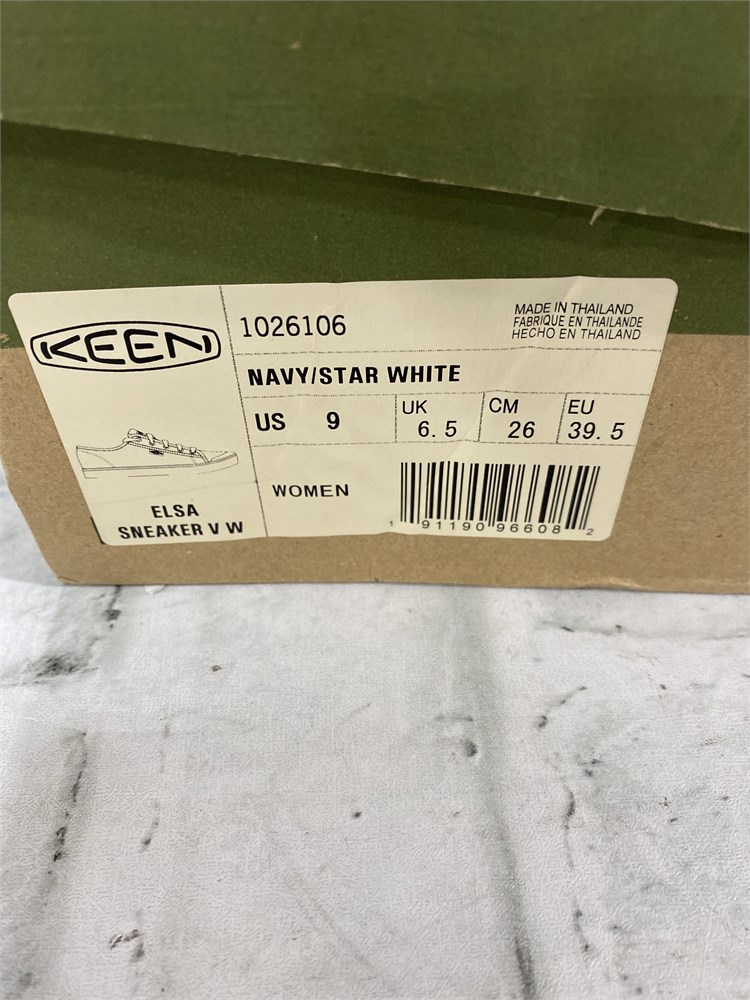 KEEN
ELSA
SNEAKER V W
1026106
MADE IN THAILAND
FABRIQUE EN THAILANDE
HECHO EN THAILAND
NAVY/STAR WHITE
US 9
UK 6.5
CM 26
EU 39.5
WOMEN
1 91190 96608 2